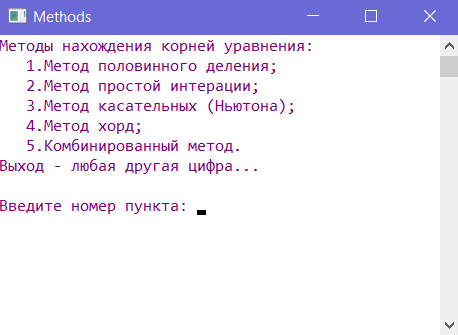 Methods
Методы нахождения корней уравнения:
1.Метод половинного деления;
2.Метод простой интерации;
3.Метод касательных (Ньютона);
4.Метод хорд;
5.Комбинированный метод.
Выход - любая другая цифра...
Введите номер пункта: